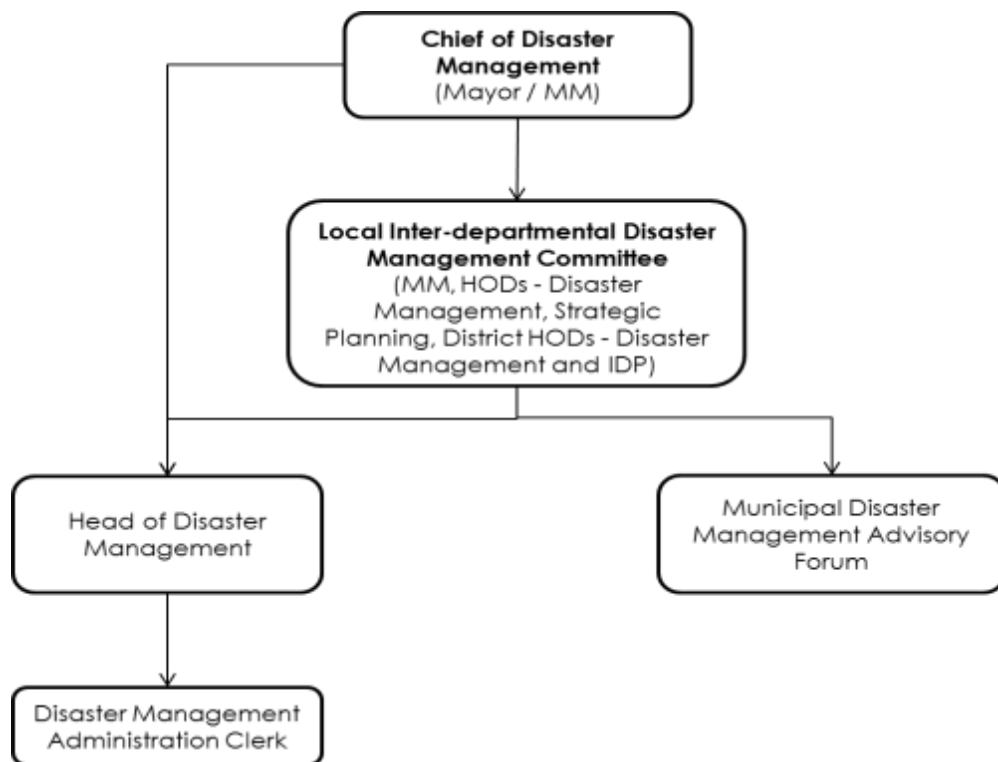 Chief of Disaster
Management
(Mayor / MM)
Local Inter-departmental Disaster
Management Committee
(MM, HODs - Disaster
Management, Strategic
Planning, District HODs - Disaster
Management and IDP)
Head of Disaster
Management
Municipal Disaster
Management Advisory
Forum
Disaster Management
Administration Clerk